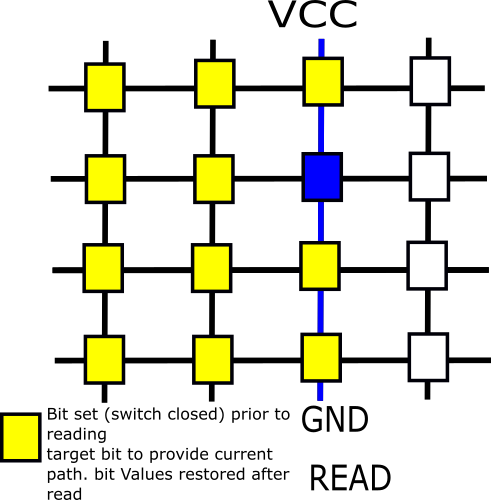 VCC
GND
Bit set (switch closed) prior to
reading
target bit to provide current
path. bit Values restored after
read
READ